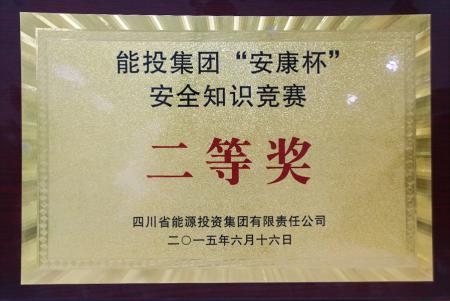 能投集团“安康杯”
安全知识竞赛
二等奖
四川省能源投资集团有限责任公司
二〇一五年六月十六日